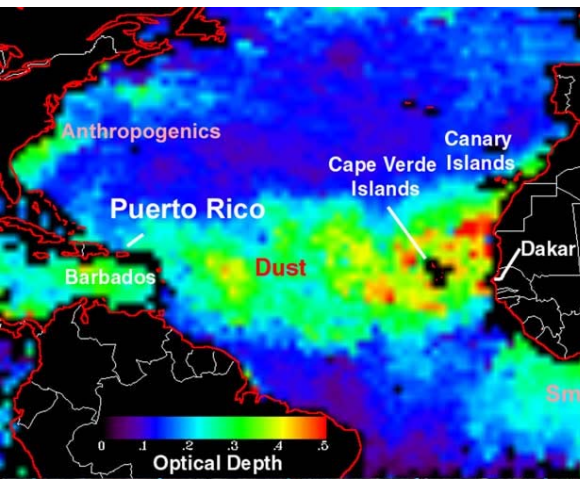 Anthropogenics
Canary
Islands
Cape Verde
Islands
Puerto Rico
Dakar
Dust
Barbados
Sm
0 .1 .2 .3 .4 .5
Optical Depth